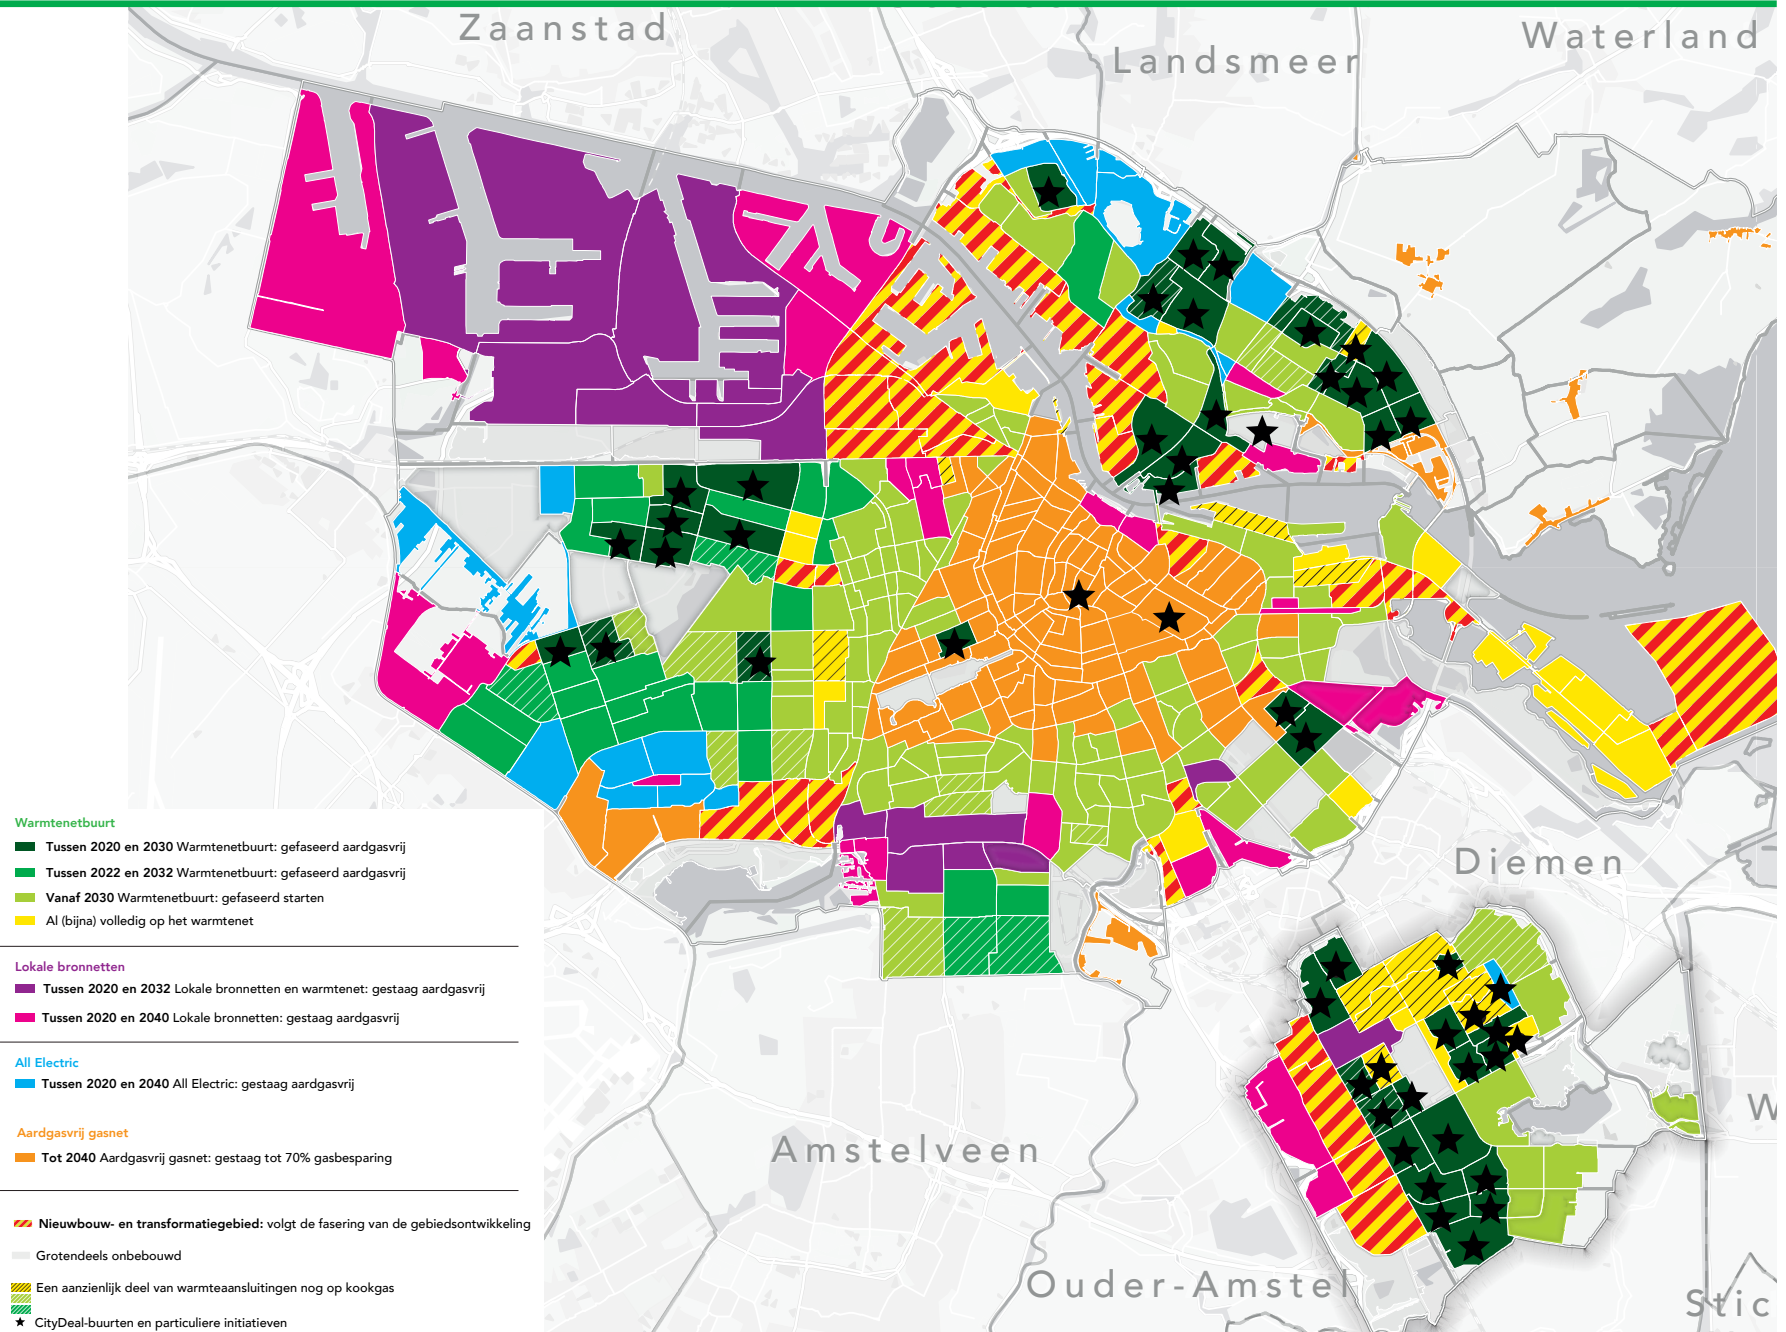 Zaanstad
Landsmeer
Waterland
Warmtenetbuurt
Tussen 2020 en 2030 Warmtenetbuurt: gefaseerd aardgasvrij
Tussen 2022 en 2032 Warmtenetbuurt: gefaseerd aardgasvrij
Vanaf 2030 Warmtenetbuurt: gefaseerd starten
Al (bijna) volledig op het warmtenet
Lokale bronnetten
Tussen 2020 en 2032 Lokale bronnetten en warmtenet: gestaag aardgasvrij
Tussen 2020 en 2040 Lokale bronnetten: gestaag aardgasvrij
All Electric
Tussen 2020 en 2040 All Electric: gestaag aardgasvrij
Aardgasvrij gasnet
Tot 2040 Aardgasvrij gasnet: gestaag tot 70% gasbesparing
Nieuwbouw- en transformatiegebied: volgt de fasering van de gebiedsontwikkeling
Grotendeels onbebouwd
Een aanzienlijk deel van warmteaansluitingen nog op kookgas
CityDeal-buurten en particuliere initiatieven
Diemen
W
Amstelveen
Ouder-Amstel
Stic